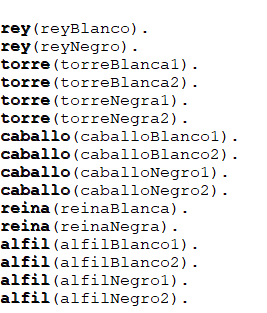 rey(reyBlanco).
rey(reyNegro).
torre(torreBlanca1).
torre(torreBlanca2).
torre(torreNegra1).
torre(torreNegra2).
caballo(caballoBlanco1).
caballo(caballoBlanco2).
caballo(caballoNegro1).
caballo(caballoNegro2).
reina(reinaBlanca).
reina(reinaNegra).
alfil(alfilBlanco1).
alfil(alfilBlanco2).
alfil(alfilNegro1).
alfil(alfilNegro2).